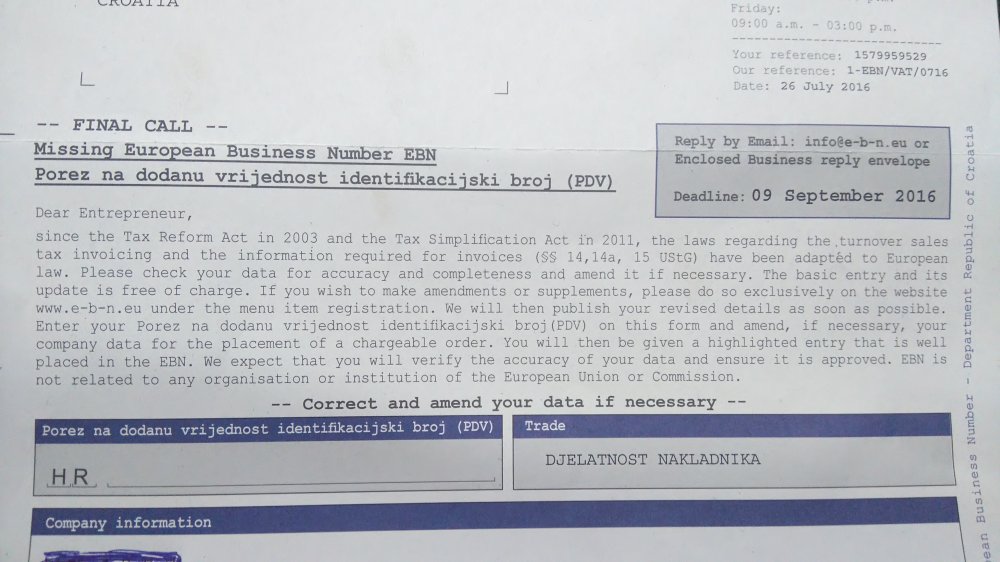 CROATIA
Friday:
09:00 a.m. - 03:00 p.m.
Your reference: 1579959529
Our reference: 1-EBN/VAT/0716
Date: 26 July 2016
-- FINAL CALL --
Missing European Business Number EBN
Porez na dodanu vrijednost identifikacijski broj (PDV)
Reply by Email: info@e-b-n.eu or
Enclosed Business reply envelope
Deadline: 09 September 2016
Dear Entrepreneur,
since the Tax Reform Act in 2003 and the Tax Simplification Act in 2011, the laws regarding the turnover sales
tax invoicing and the information required for invoices (§§ 14,14a, 15 UStG) have been adapted to European
law. Please check your data for accuracy and completeness and amend it if necessary. The basic entry and its
update is free of charge. If you wish to make amendments or supplements, please do so exclusively on the website
www.e-b-n.eu under the menu item registration. We will then publish your revised details as soon as possible.
Enter your Porez na dodanu vrijednost identifikacijski broj(PDV) on this form and amend, if necessary, your
company data for the placement of a chargeable order. You will then be given a highlighted entry that is well
placed in the EBN. We expect that you will verify the accuracy of your data and ensure it is approved. EBN is
not related to any organisation or institution of the European Union or Commission.
-- Correct and amend your data if necessary --
Porez na dodanu vrijednost identifikacijski broj (PDV)
Trade
HR
DJELATNOST NAKLADNIKA
Company information
Business Number - Department Republic of Croatia